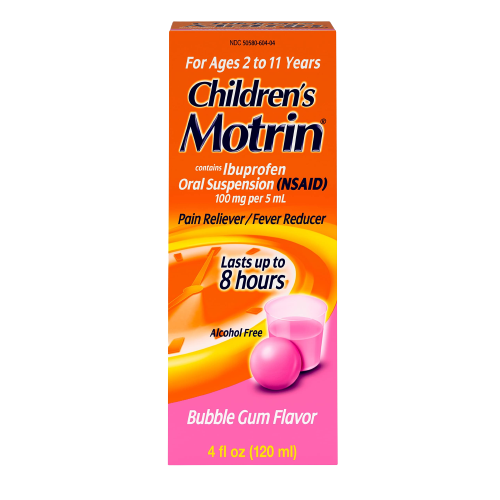 NDC 50580-604-04
For Ages 2 to 11 Years
Children's
Motrin®
contains Ibuprofen
Oral Suspension (NSAID)
100 mg per 5 mL
Pain Reliever/Fever Reducer
Lasts up to
8 hours
Alcohol Free
Bubble Gum Flavor
4 fl oz (120 ml)